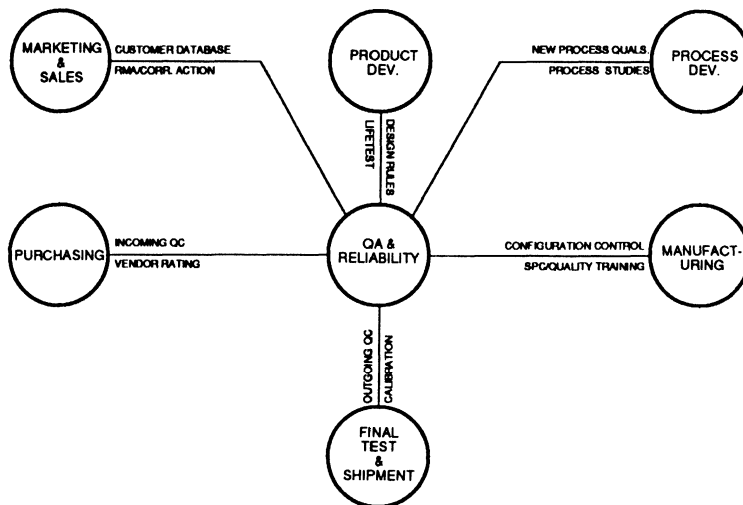 MARKETING
&
SALES
CUSTOMER DATABASE
RMA/CORR. ACTION
PRODUCT
DEV.
NEW PROCESS QUALS.
PROCESS STUDIES
PROCESS
DEV.
LIFETEST
DESIGN RULES
PURCHASING
INCOMING QC
VENDOR RATING
QA &
RELIABILITY
CONFIGURATION CONTROL
SPC/QUALITY TRAINING
MANUFACT-
URING
OUTGOING QC
CALIBRATION
FINAL
TEST
&
SHIPMENT